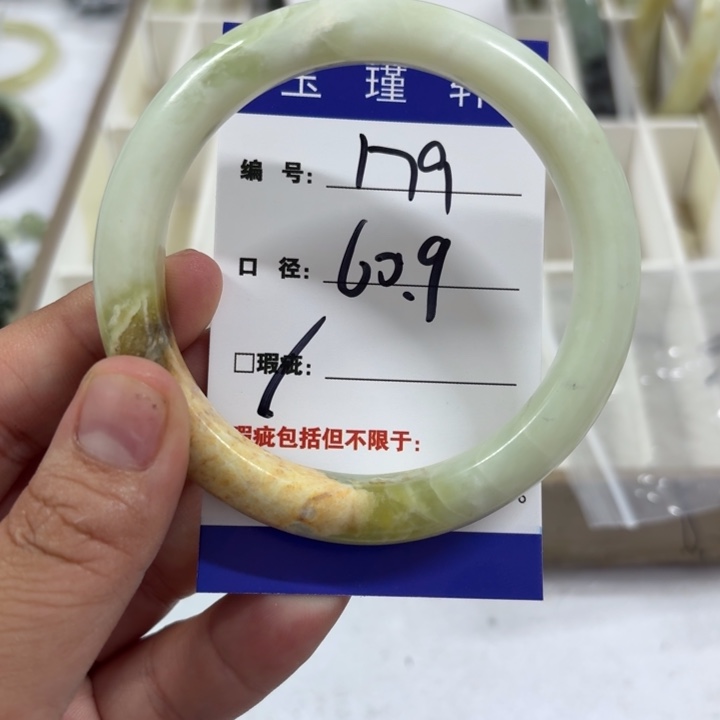 玉瑾轩
编号: 179
口径: 60.9
□瑕疵: /
瑕疵包括但不限于: